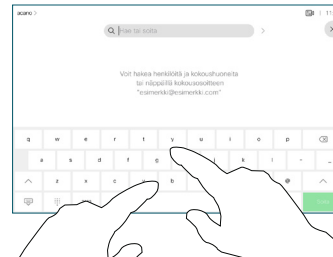 Hae tai soita
Voit hakea henkilöitä ja kokoushuoneita
tai näppäillä kokousosoitteen
"esimerkki@esimerkki.com"
q w e r t y u i o p
a s d f g j k l
z x c v b @